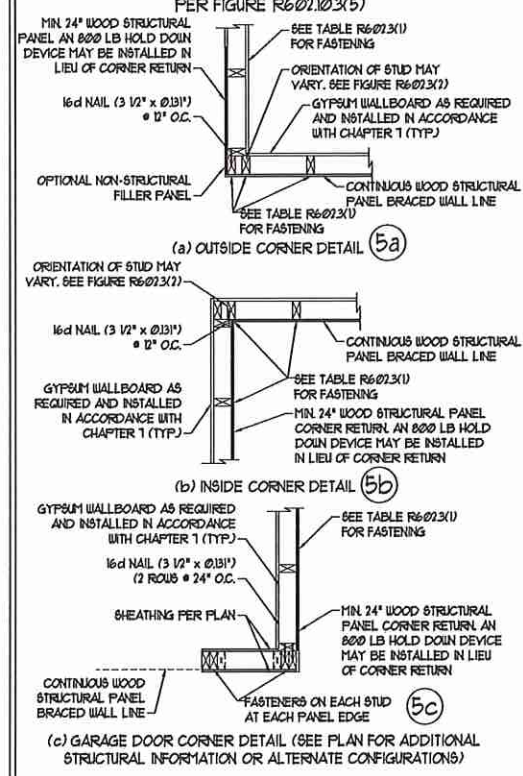 PER FIGURE R602.10.3(5)
MIN. 24" WOOD STRUCTURAL
PANEL AN 800 LB HOLD DOWN
DEVICE MAY BE INSTALLED IN
LIEU OF CORNER RETURN
SEE TABLE R602.3(1)
FOR FASTENING
ORIENTATION OF STUD MAY
VARY. SEE FIGURE R602.3(2)
16d NAIL (3 1/2" x Ø.131")
@ 12" O.C.
GYPSUM WALLBOARD AS REQUIRED
AND INSTALLED IN ACCORDANCE
WITH CHAPTER 7 (TYP.)
OPTIONAL NON-STRUCTURAL
FILLER PANEL
CONTINUOUS WOOD STRUCTURAL
PANEL BRACED WALL LINE
SEE TABLE R602.3(1)
FOR FASTENING
(a) OUTSIDE CORNER DETAIL 5a
ORIENTATION OF STUD MAY
VARY. SEE FIGURE R602.3(2)
16d NAIL (3 1/2" x Ø.131")
@ 12" O.C.
CONTINUOUS WOOD STRUCTURAL
PANEL BRACED WALL LINE
SEE TABLE R602.3(1)
FOR FASTENING
GYPSUM WALLBOARD AS
REQUIRED AND INSTALLED
IN ACCORDANCE WITH
CHAPTER 7 (TYP.)
MIN. 24" WOOD STRUCTURAL PANEL
CORNER RETURN. AN 800 LB HOLD
DOWN DEVICE MAY BE INSTALLED
IN LIEU OF CORNER RETURN
(b) INSIDE CORNER DETAIL 5b
GYPSUM WALLBOARD AS REQUIRED
AND INSTALLED IN ACCORDANCE
WITH CHAPTER 7 (TYP.)
SEE TABLE R602.3(1)
FOR FASTENING
16d NAIL (3 1/2" x Ø.131")
(2 ROWS @ 24" O.C.
SHEATHING PER PLAN
MIN. 24" WOOD STRUCTURAL
PANEL CORNER RETURN. AN
800 LB HOLD DOWN DEVICE
MAY BE INSTALLED IN LIEU
OF CORNER RETURN
CONTINUOUS WOOD
STRUCTURAL PANEL
BRACED WALL LINE
FASTENERS ON EACH STUD
AT EACH PANEL EDGE
5c
(c) GARAGE DOOR CORNER DETAIL (SEE PLAN FOR ADDITIONAL
STRUCTURAL INFORMATION OR ALTERNATE CONFIGURATIONS)